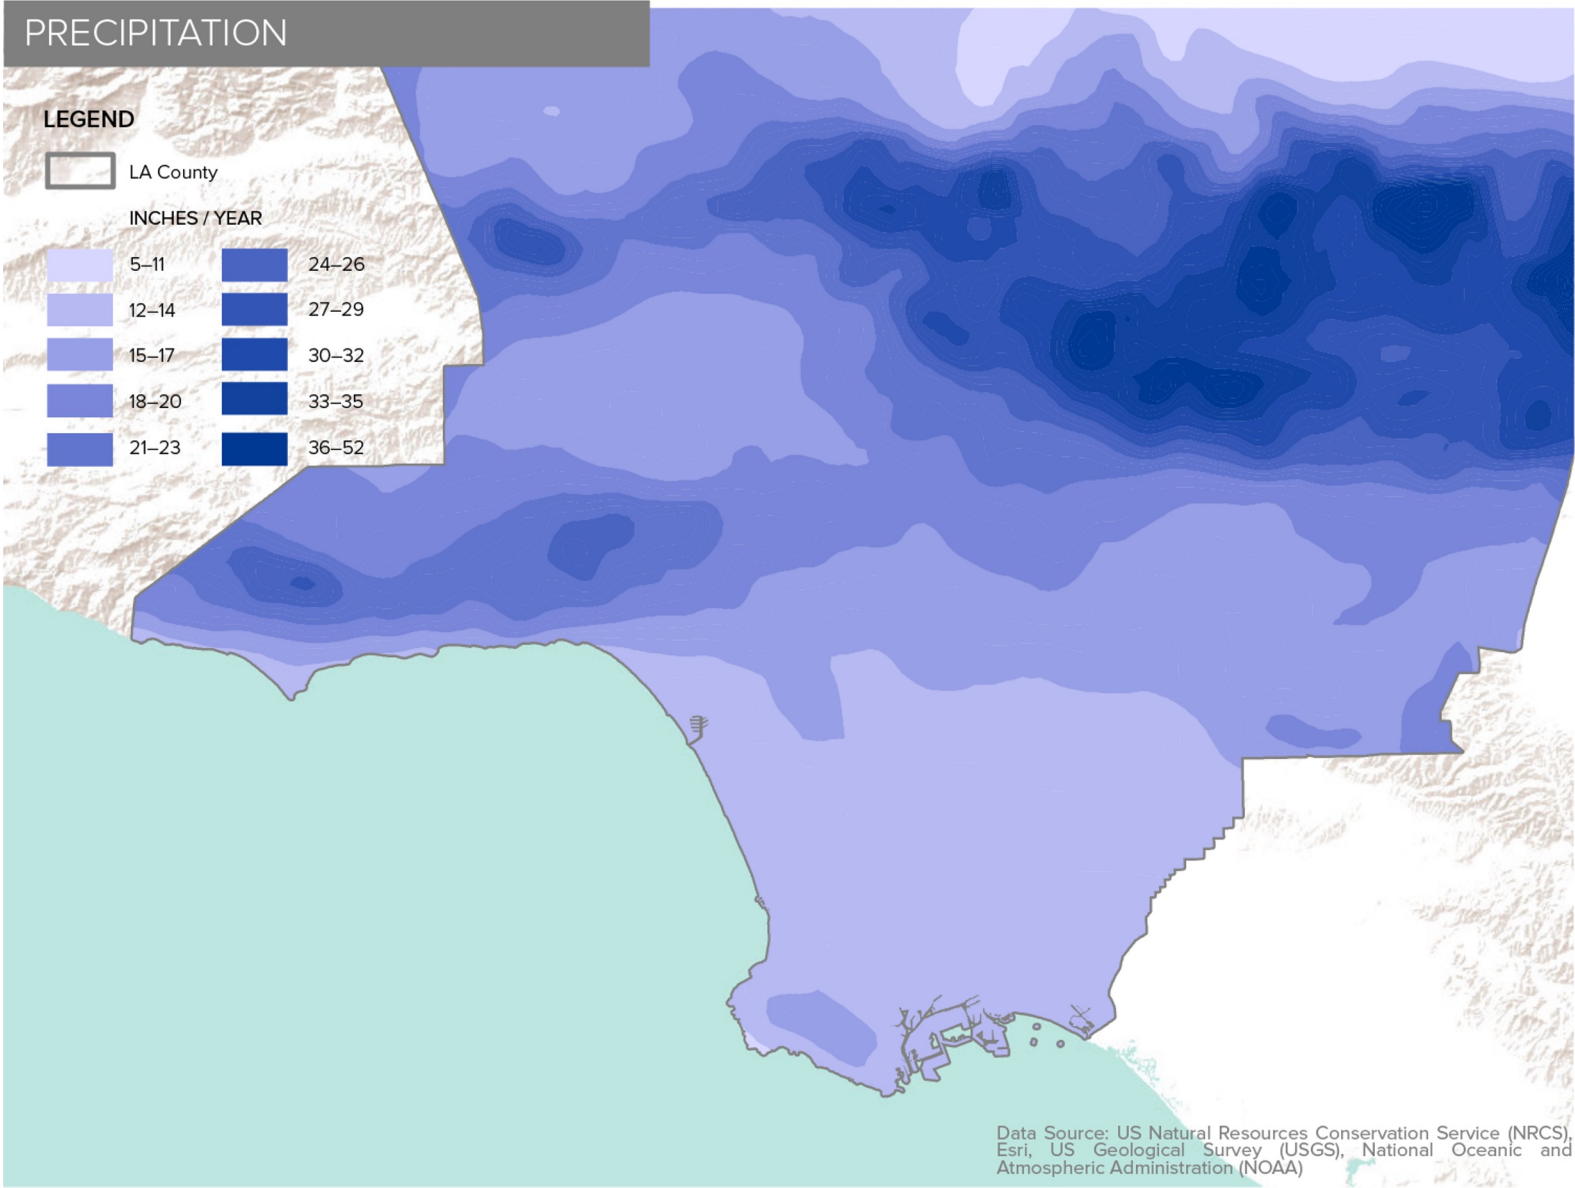 PRECIPITATION
LEGEND
LA County
INCHES / YEAR
5–11
24–26
12–14
27–29
15–17
30–32
18–20
33–35
21–23
36–52
Data Source: US Natural Resources Conservation Service (NRCS),
Esri, US Geological Survey (USGS), National Oceanic and
Atmospheric Administration (NOAA)